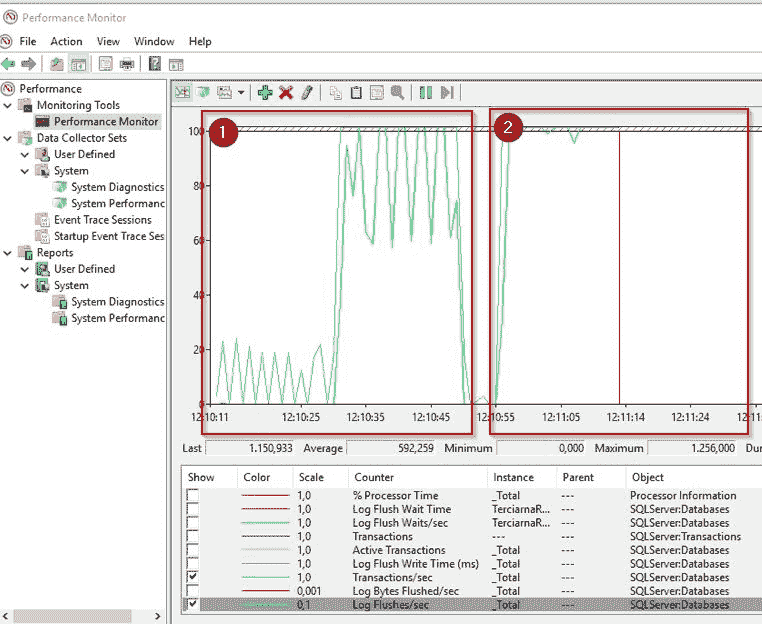 Performance Monitor
File Action View Window Help
Performance
Monitoring Tools
Performance Monitor
Data Collector Sets
User Defined
System
System Diagnostics
System Performanc
Event Trace Sessions
Startup Event Trace Ses
Reports
User Defined
System
System Diagnostics
System Performanc
1 2
100
80
60
40
20
0
12:10:11 12:10:25 12:10:35 12:10:45 12:10:55 12:11:05 12:11:14 12:11:24
Last 1.150,933 Average 592,259 Minimum 0,000 Maximum 1.256,000 Dur
Show Color Scale Counter Instance Parent Object
1,0 % Processor Time _Total --- Processor Information
1,0 Log Flush Wait Time TerciarnaR... --- SQLServer:Databases
1,0 Log Flush Waits/sec TerciarnaR... --- SQLServer:Databases
1,0 Transactions --- --- SQLServer:Transactions
1,0 Active Transactions _Total --- SQLServer:Databases
1,0 Log Flush Write Time (ms) _Total --- SQLServer:Databases
1,0 Transactions/sec _Total --- SQLServer:Databases
0,001 Log Bytes Flushed/sec _Total --- SQLServer:Databases
0,1 Log Flushes/sec _Total --- SQLServer:Databases